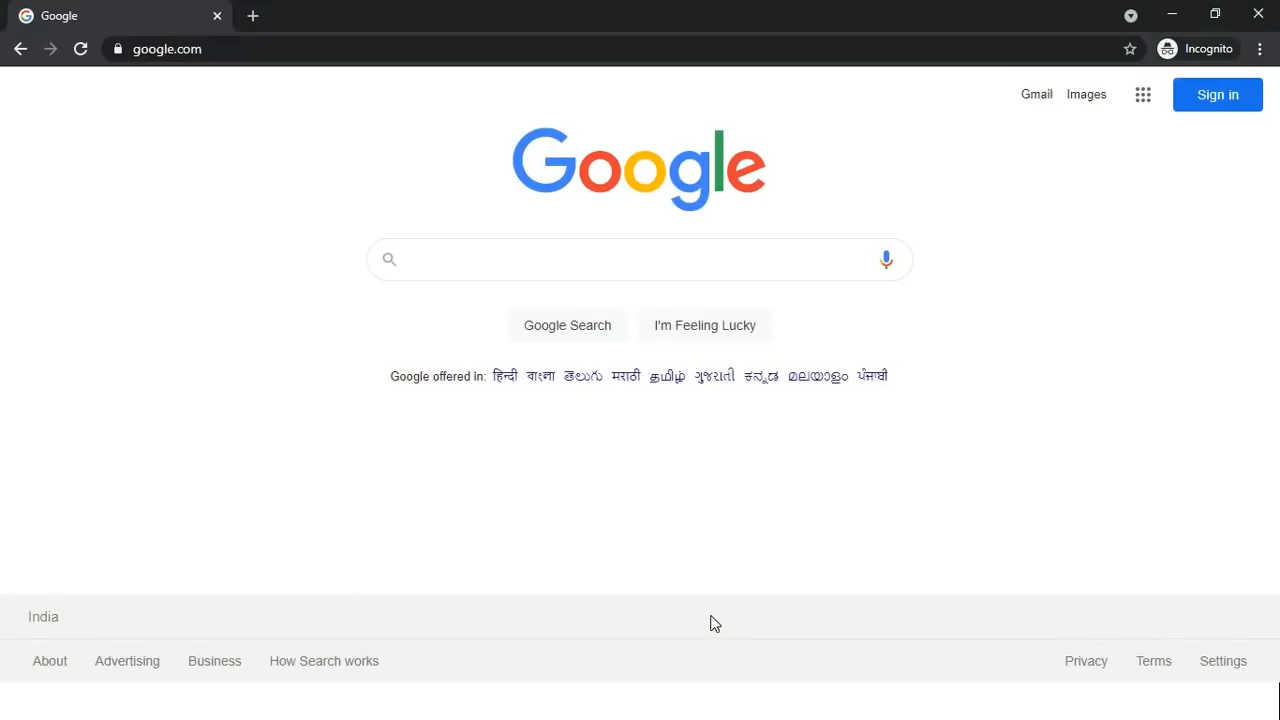 Google
google.com
Incognito
Gmail Images
Sign in
Google
Google Search
I'm Feeling Lucky
Google offered in: हिन्दी বাংলা తెలుగు मराठी தமிழ் ગુજરાતી ಕನ್ನಡ മലയാളം ਪੰਜਾਬੀ
India
About Advertising Business How Search works
Privacy Terms Settings